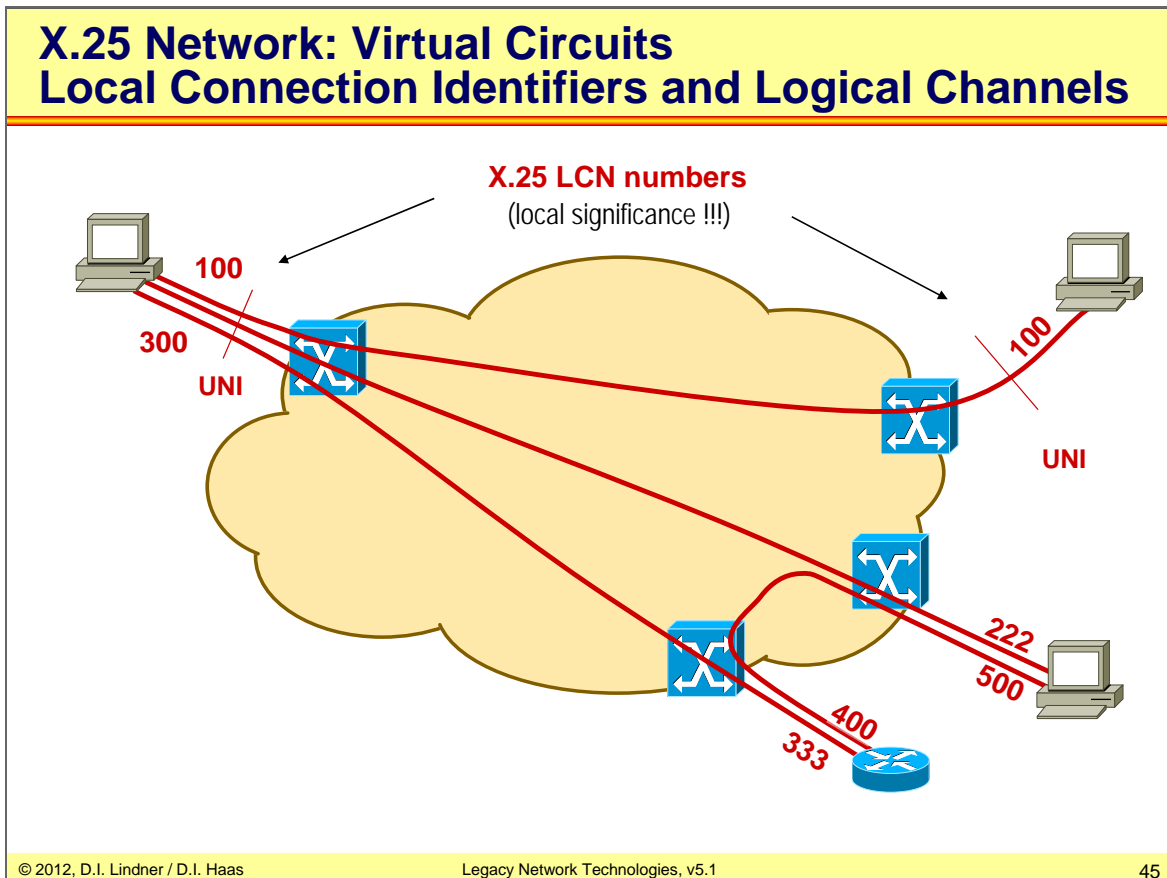 X.25 Network: Virtual Circuits
Local Connection Identifiers and Logical Channels
X.25 LCN numbers
(local significance !!!)
100
300
UNI
100
UNI
222
500
400
333
© 2012, D.I. Lindner / D.I. Haas
Legacy Network Technologies, v5.1
45